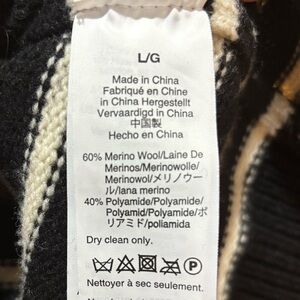 L/G
Made in China
Fabriqué en Chine
in China Hergestellt
Vervaardigd in China
中国製
Hecho en China
60% Merino Wool/Laine De
Merinos/Merinowolle/
Merinowol/メリノウー
ル/lana merino
40% Polyamide/Polyamide/
Polyamid/Polyamide/ポ
リアミド/poliamida
Dry clean only.
P
Nettoyer à sec seulement.